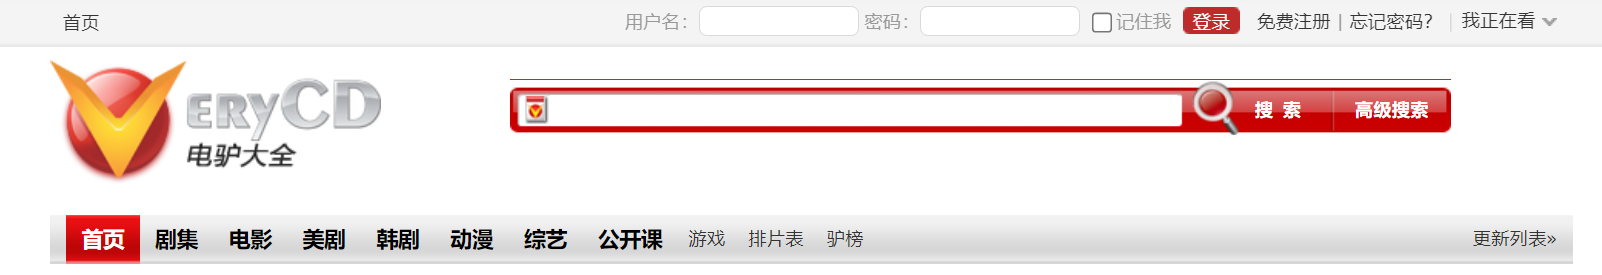 首页 用户名： 密码： 记住我 登录 免费注册 | 忘记密码？ | 我正在看
VERYCD
电驴大全
搜 索 高级搜索
首页 剧集 电影 美剧 韩剧 动漫 综艺 公开课 游戏 排片表 驴榜 更新列表»